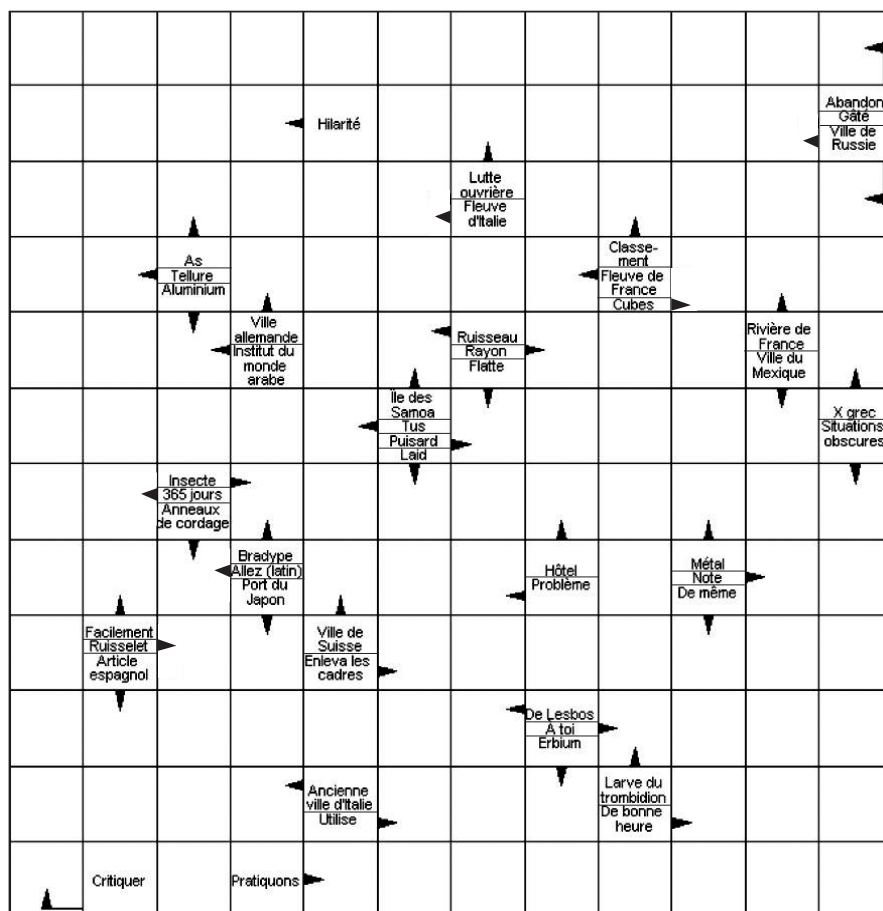 Hilarité
Abandon
Gâté
Ville de
Russie
Lutte
ouvrière
Fleuve
d'Italie
As
Tellure
Aluminium
Classe-
ment
Fleuve de
France
Cubes
Ville
allemande
Institut du
monde
arabe
Ruisseau
Rayon
Flatte
Rivière de
France
Ville du
Mexique
Île des
Samoa
Tus
Puisard
Laid
X grec
Situations
obscures
Insecte
365 jours
Anneaux
de cordage
Bradype
Allez (latin)
Port du
Japon
Hôtel
Problème
Métal
Note
De même
Facilement
Ruisselet
Article
espagnol
Ville de
Suisse
Enleva les
cadres
De Lesbos
À toi
Erbium
Ancienne
ville d'Italie
Utilise
Larve du
trombidion
De bonne
heure
Critiquer
Pratiquons